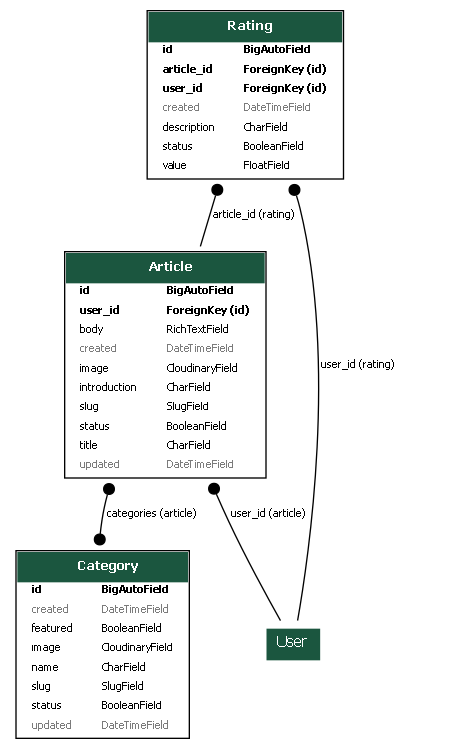 Rating
id BigAutoField
article_id ForeignKey (id)
user_id ForeignKey (id)
created DateTimeField
description CharField
status BooleanField
value FloatField
article_id (rating)
Article
id BigAutoField
user_id ForeignKey (id)
body RichTextField
created DateTimeField
image CloudinaryField
introduction CharField
slug SlugField
status BooleanField
title CharField
updated DateTimeField
user_id (rating)
categories (article)
user_id (article)
Category
id BigAutoField
created DateTimeField
featured BooleanField
image CloudinaryField
name CharField
slug SlugField
status BooleanField
updated DateTimeField
User